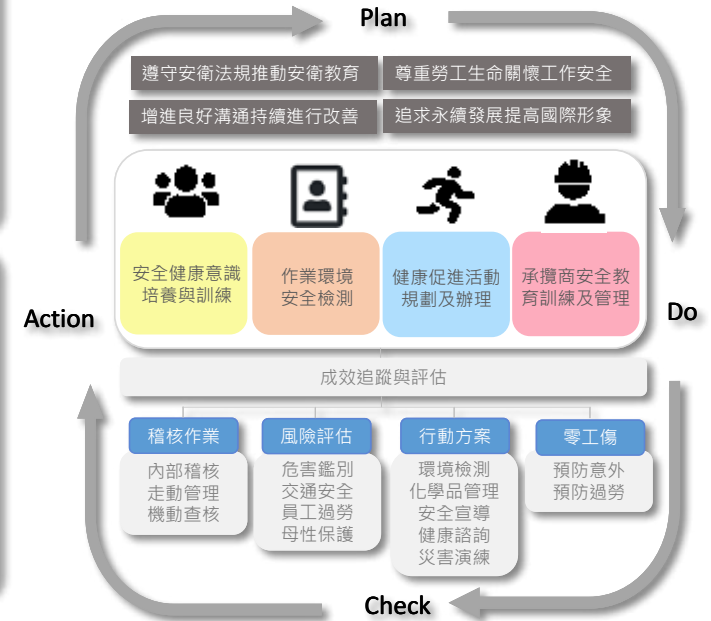 Plan
遵守安衛法規推動安衛教育
尊重勞工生命關懷工作安全
增進良好溝通持續進行改善
追求永續發展提高國際形象
安全健康意識
培養與訓練
作業環境
安全檢測
健康促進活動
規劃及辦理
承攬商安全教
育訓練及管理
Action
Do
成效追蹤與評估
稽核作業
內部稽核
走動管理
機動查核
風險評估
危害鑑別
交通安全
員工過勞
母性保護
行動方案
環境檢測
化學品管理
安全宣導
健康諮詢
災害演練
零工傷
預防意外
預防過勞
Check